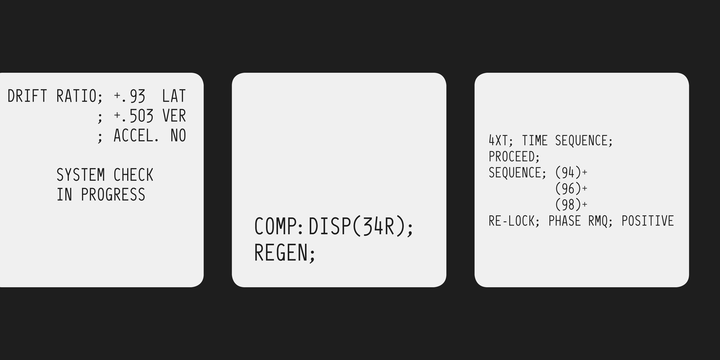 DRIFT RATIO; +.93 LAT
; +.503 VER
; ACCEL. NO
SYSTEM CHECK
IN PROGRESS
COMP:DISP(34R);
REGEN;
4XT; TIME SEQUENCE;
PROCEED;
SEQUENCE; (94)+
(96)+
(98)+
RE-LOCK; PHASE RMQ; POSITIVE